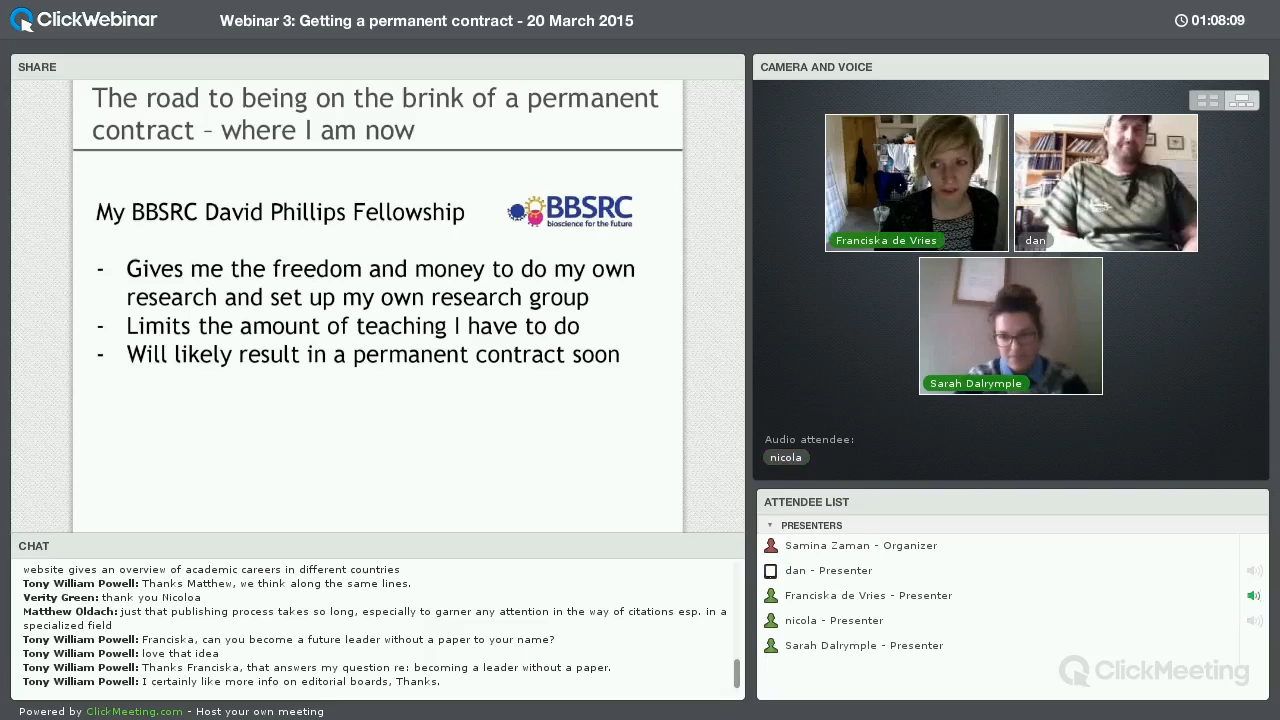 ClickWebinar
Webinar 3: Getting a permanent contract - 20 March 2015
01:08:09
SHARE
The road to being on the brink of a permanent
contract – where I am now
My BBSRC David Phillips Fellowship
BBSRC
bioscience for the future
- Gives me the freedom and money to do my own
research and set up my own research group
- Limits the amount of teaching I have to do
- Will likely result in a permanent contract soon
CHAT
website gives an overview of academic careers in different countries
Tony William Powell: Thanks Matthew, we think along the same lines.
Verity Green: thank you Nicoloa
Matthew Oldach: just that publishing process takes so long, especially to garner any attention in the way of citations esp. in a
specialized field
Tony William Powell: Franciska, can you become a future leader without a paper to your name?
Tony William Powell: love that idea
Tony William Powell: Thanks Franciska, that answers my question re: becoming a leader without a paper.
Tony William Powell: I certainly like more info on editorial boards, Thanks.
CAMERA AND VOICE
Franciska de Vries
dan
Sarah Dalrymple
Audio attendee:
nicola
ATTENDEE LIST
PRESENTERS
Samina Zaman - Organizer
dan - Presenter
Franciska de Vries - Presenter
nicola - Presenter
Sarah Dalrymple - Presenter
ClickMeeting
Powered by ClickMeeting.com - Host your own meeting